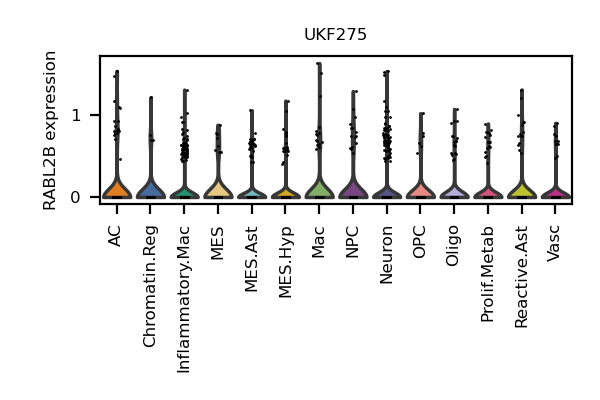 UKF275
RABL2B expression
1
0
AC
Chromatin.Reg
Inflammatory.Mac
MES
MES.Ast
MES.Hyp
Mac
NPC
Neuron
OPC
Oligo
Prolif.Metab
Reactive.Ast
Vasc